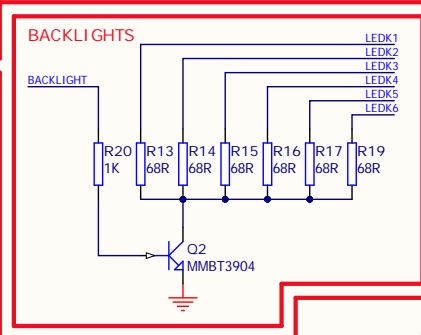 BACKLIGHTS
LEDK1
LEDK2
LEDK3
LEDK4
LEDK5
LEDK6
BACKLIGHT
R20 R13 R14 R15 R16 R17 R19
1K 68R 68R 68R 68R 68R 68R
Q2
MMBT3904